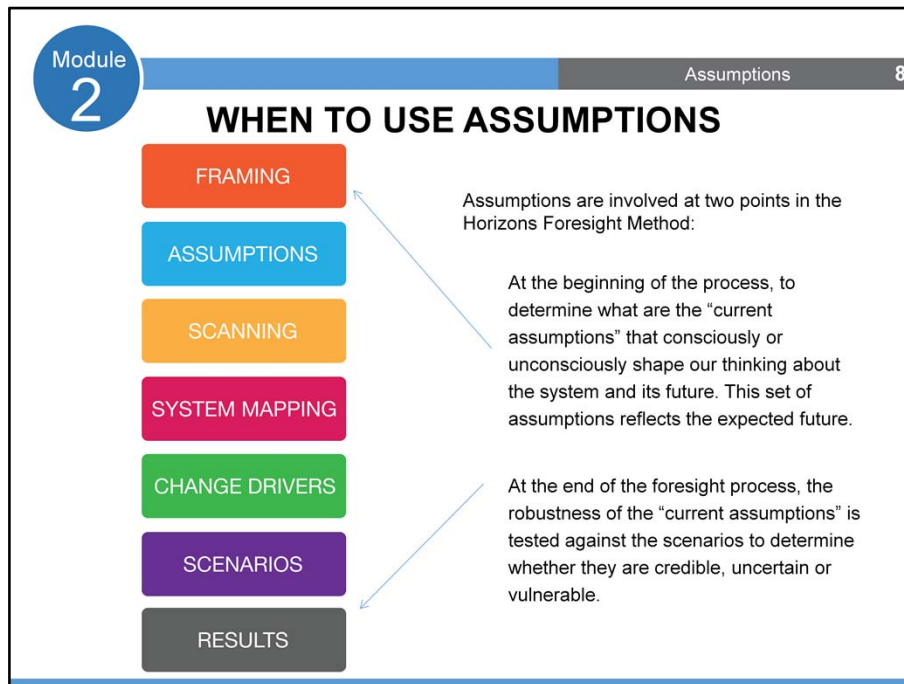 Module
2
Assumptions 8
WHEN TO USE ASSUMPTIONS
FRAMING
ASSUMPTIONS
SCANNING
SYSTEM MAPPING
CHANGE DRIVERS
SCENARIOS
RESULTS
Assumptions are involved at two points in the
Horizons Foresight Method:
At the beginning of the process, to
determine what are the “current
assumptions” that consciously or
unconsciously shape our thinking about
the system and its future. This set of
assumptions reflects the expected future.
At the end of the foresight process, the
robustness of the “current assumptions” is
tested against the scenarios to determine
whether they are credible, uncertain or
vulnerable.